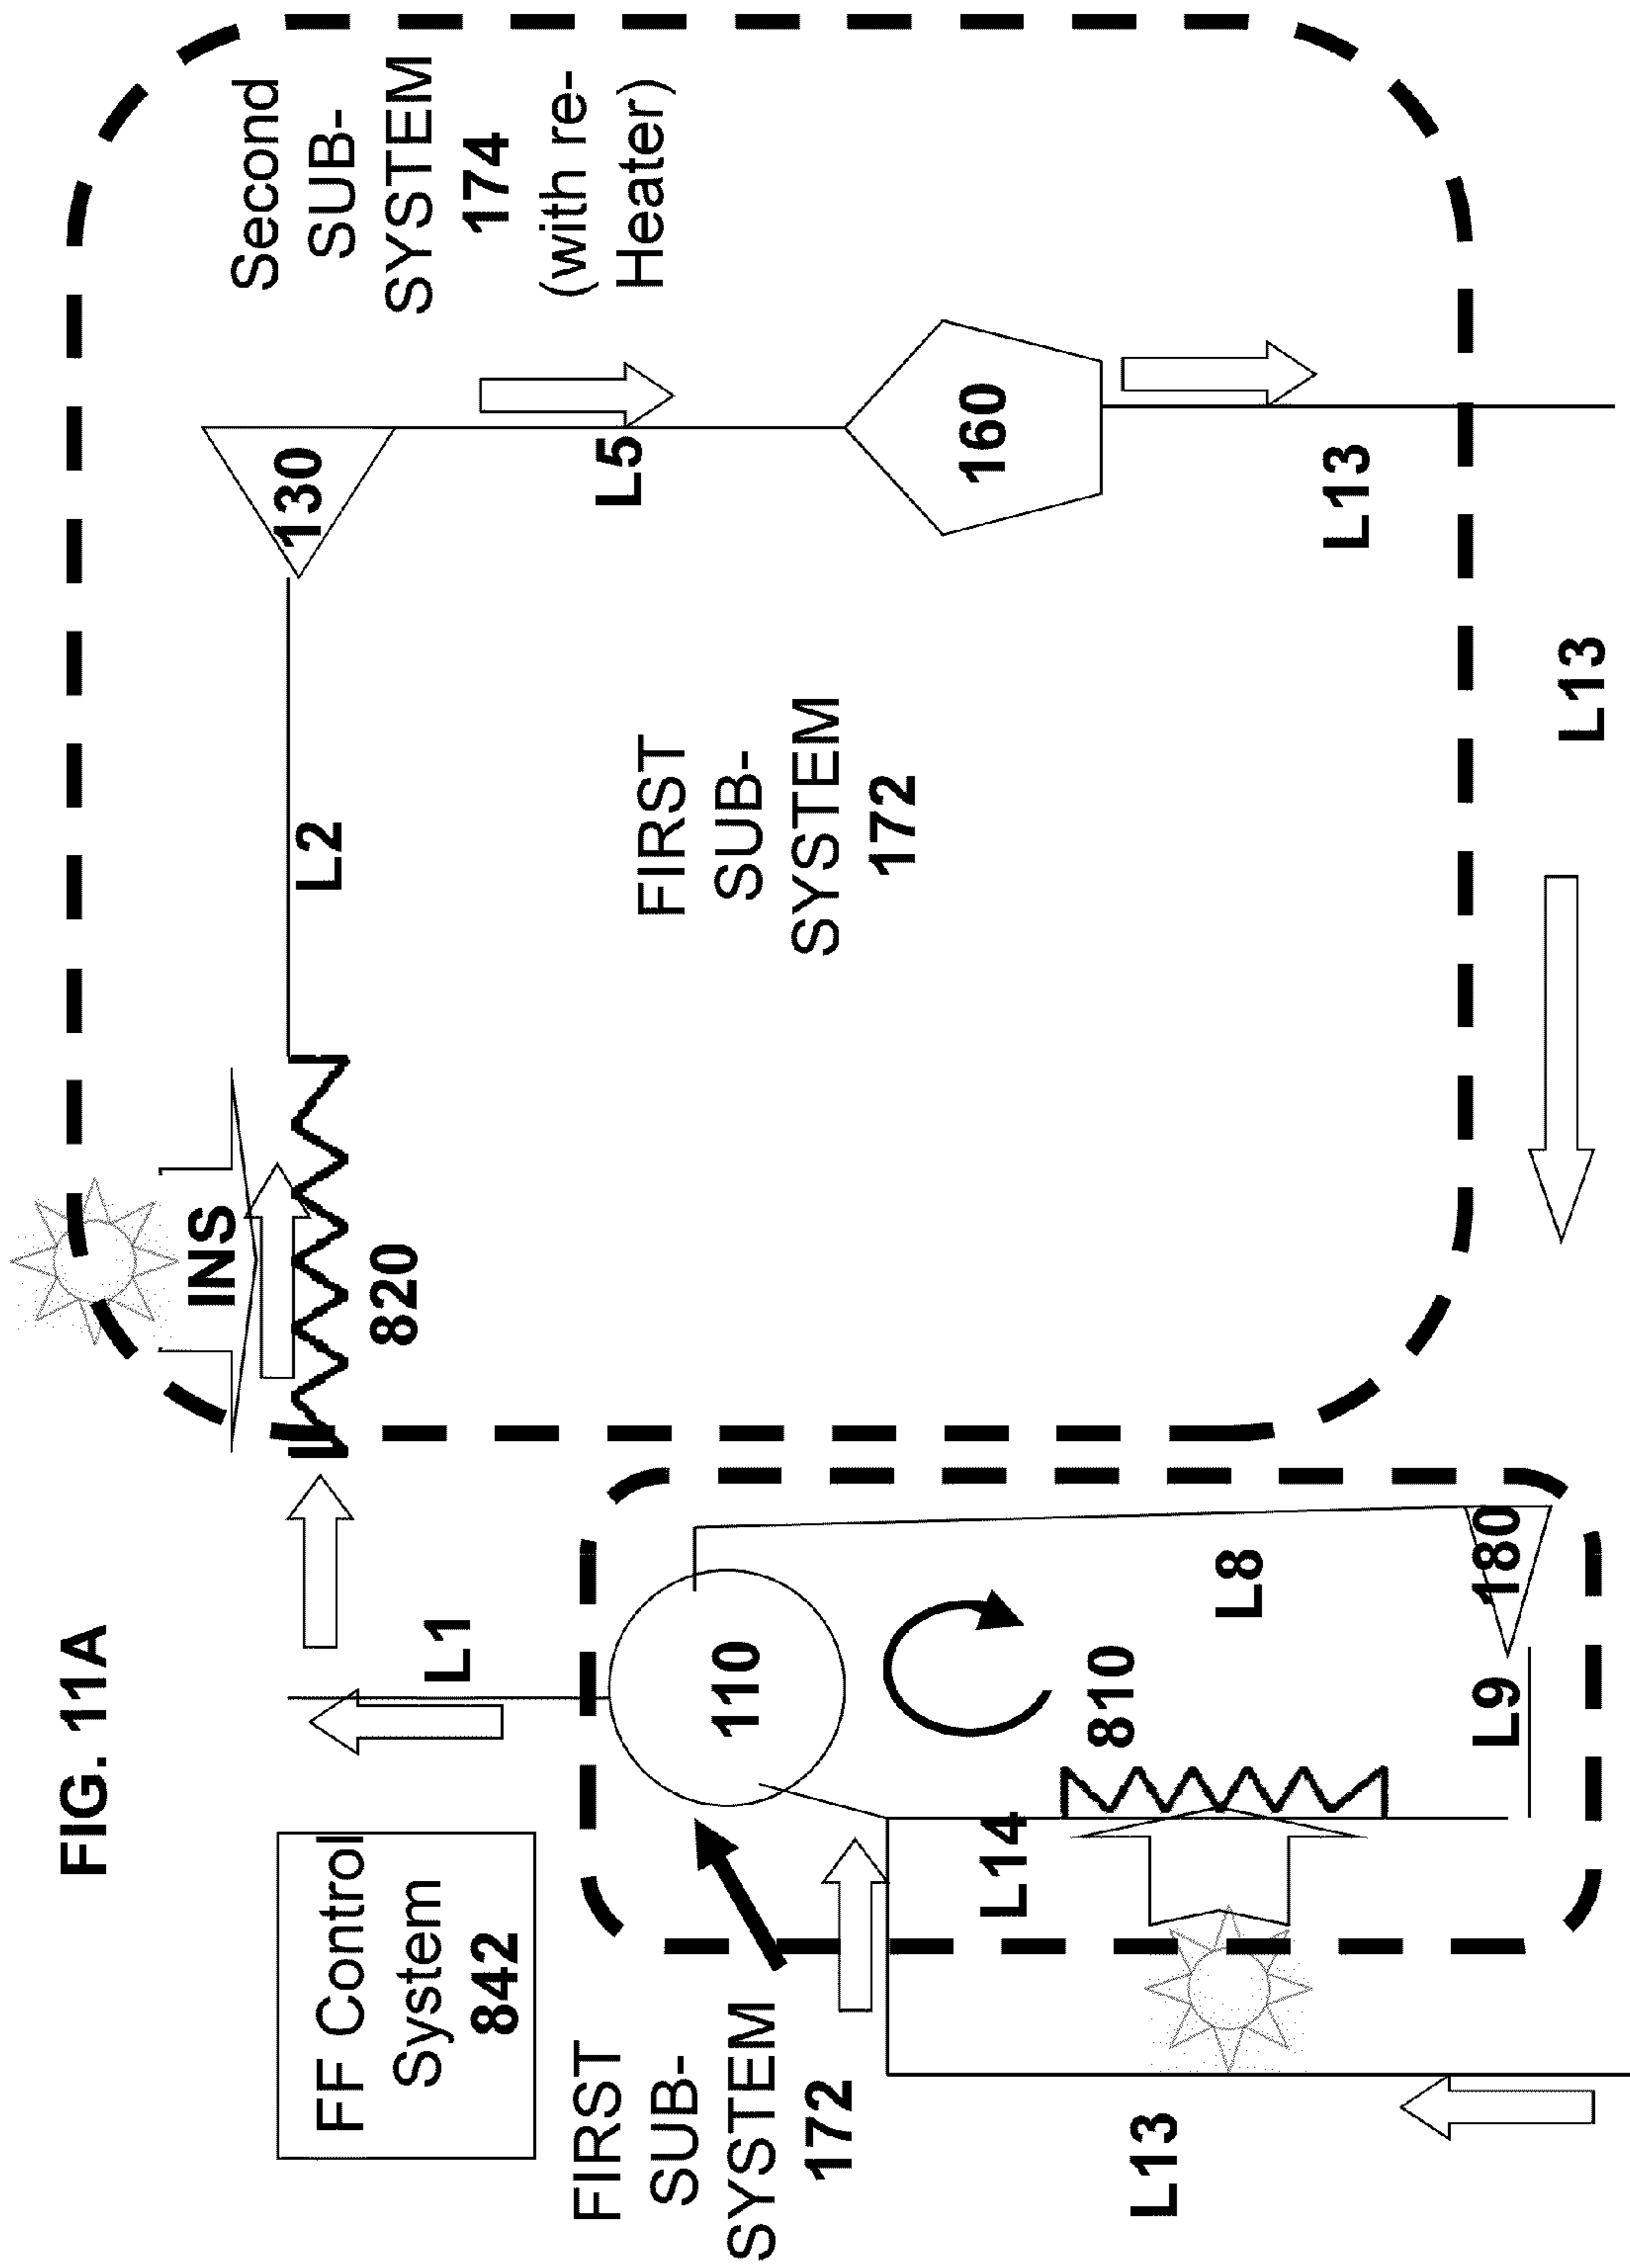 FIG. 11A
FF Control
System
842
L1
INS
820
L2
130
Second
SUB-
SYSTEM
174
(with re-
Heater)
L5
160
L13
FIRST
SUB-
SYSTEM
172
FIRST
SUB-
SYSTEM
172
110
810
L14
L8
180
L9
L13
L13